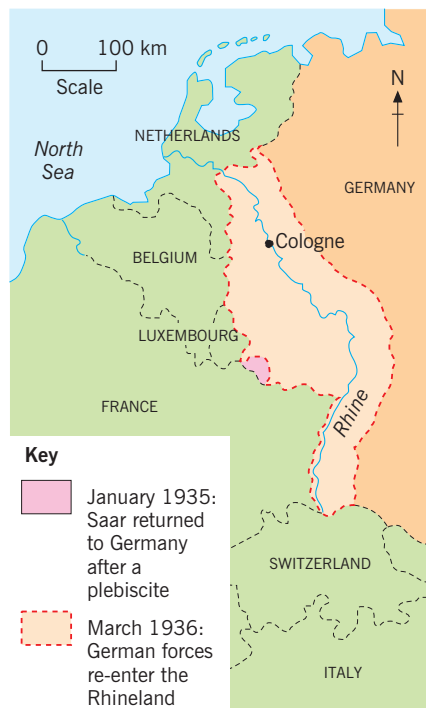 0 100 km
Scale
N
North
Sea
NETHERLANDS
GERMANY
Cologne
BELGIUM
LUXEMBOURG
FRANCE
Rhine
SWITZERLAND
ITALY
Key
January 1935:
Saar returned
to Germany
after a
plebiscite
March 1936:
German forces
re-enter the
Rhineland